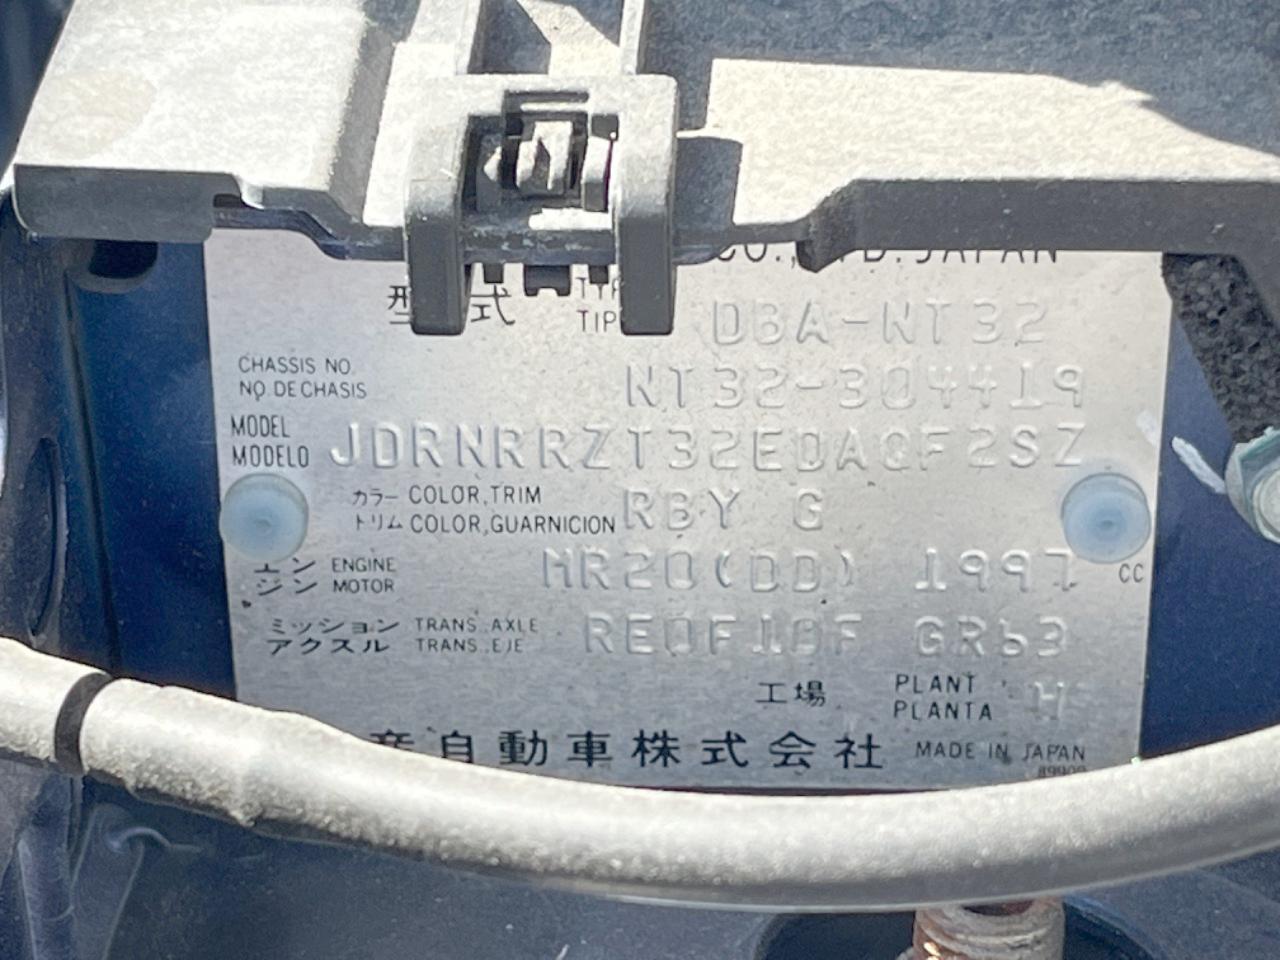 CO., LTD. JAPAN
型式 TYPE DBA-NT32
TIPO
CHASSIS NO. NT32-304419
NO. DE CHASIS
MODEL JDRNRRZT32EDAQF2SZ
MODELO
カラー COLOR, TRIM RBY G
トリム COLOR, GUARNICION
エン ENGINE MR20(DD) 1997 CC
ジン MOTOR
ミッション TRANS. AXLE RE0F10F GR63
アクスル TRANS. EJE
工場 PLANT H
PLANTA
産自動車株式会社 MADE IN JAPAN